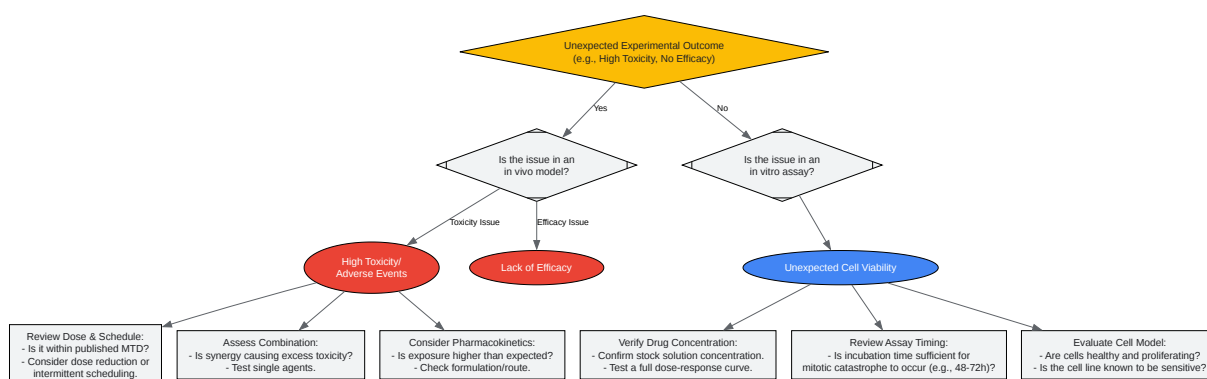 Unexpected Experimental Outcome
(e.g., High Toxicity, No Efficacy)
Yes
No
Is the issue in an
in vivo model?
Is the issue in an
in vitro assay?
Toxicity Issue
Efficacy Issue
High Toxicity/
Adverse Events
Lack of Efficacy
Unexpected Cell Viability
Review Dose & Schedule:
- Is it within published MTD?
- Consider dose reduction or
intermittent scheduling.
Assess Combination:
- Is synergy causing excess toxicity?
- Test single agents.
Consider Pharmacokinetics:
- Is exposure higher than expected?
- Check formulation/route.
Verify Drug Concentration:
- Confirm stock solution concentration.
- Test a full dose-response curve.
Review Assay Timing:
- Is incubation time sufficient for
mitotic catastrophe to occur (e.g., 48-72h)?
Evaluate Cell Model:
- Are cells healthy and proliferating?
- Is the cell line known to be sensitive?